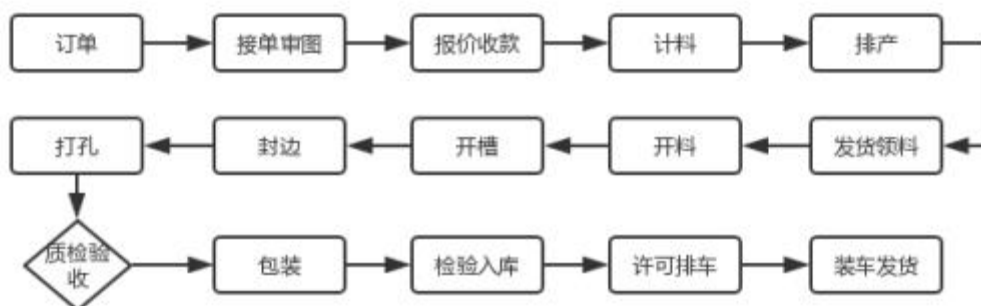 订单
接单审图
报价收款
计料
排产
发货领料
开料
开槽
封边
打孔
质检验
收
包装
检验入库
许可排车
装车发货